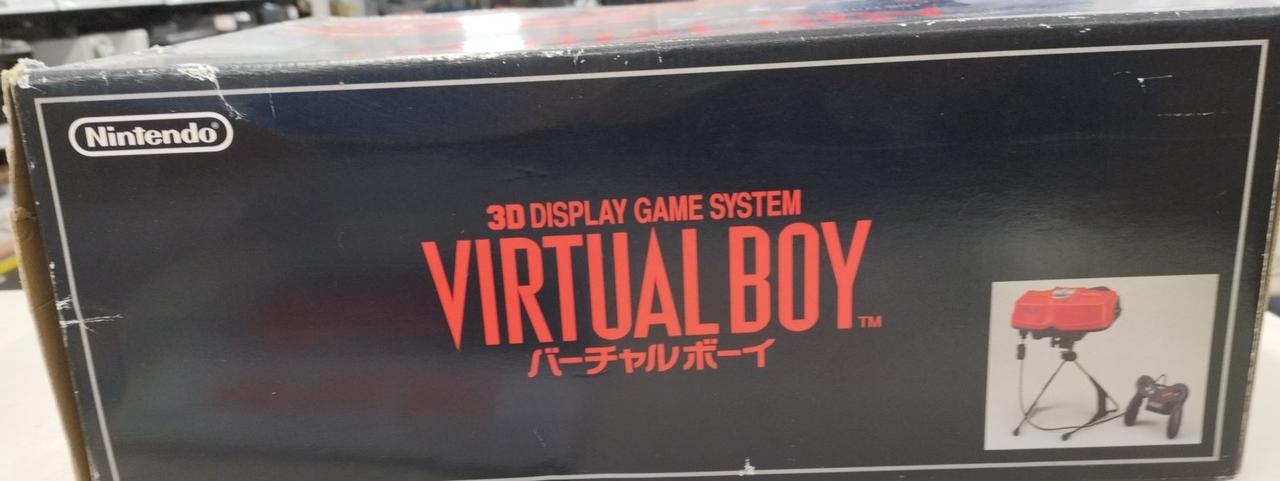 Nintendo®
3D DISPLAY GAME SYSTEM
VIRTUAL BOY™
バーチャルボーイ